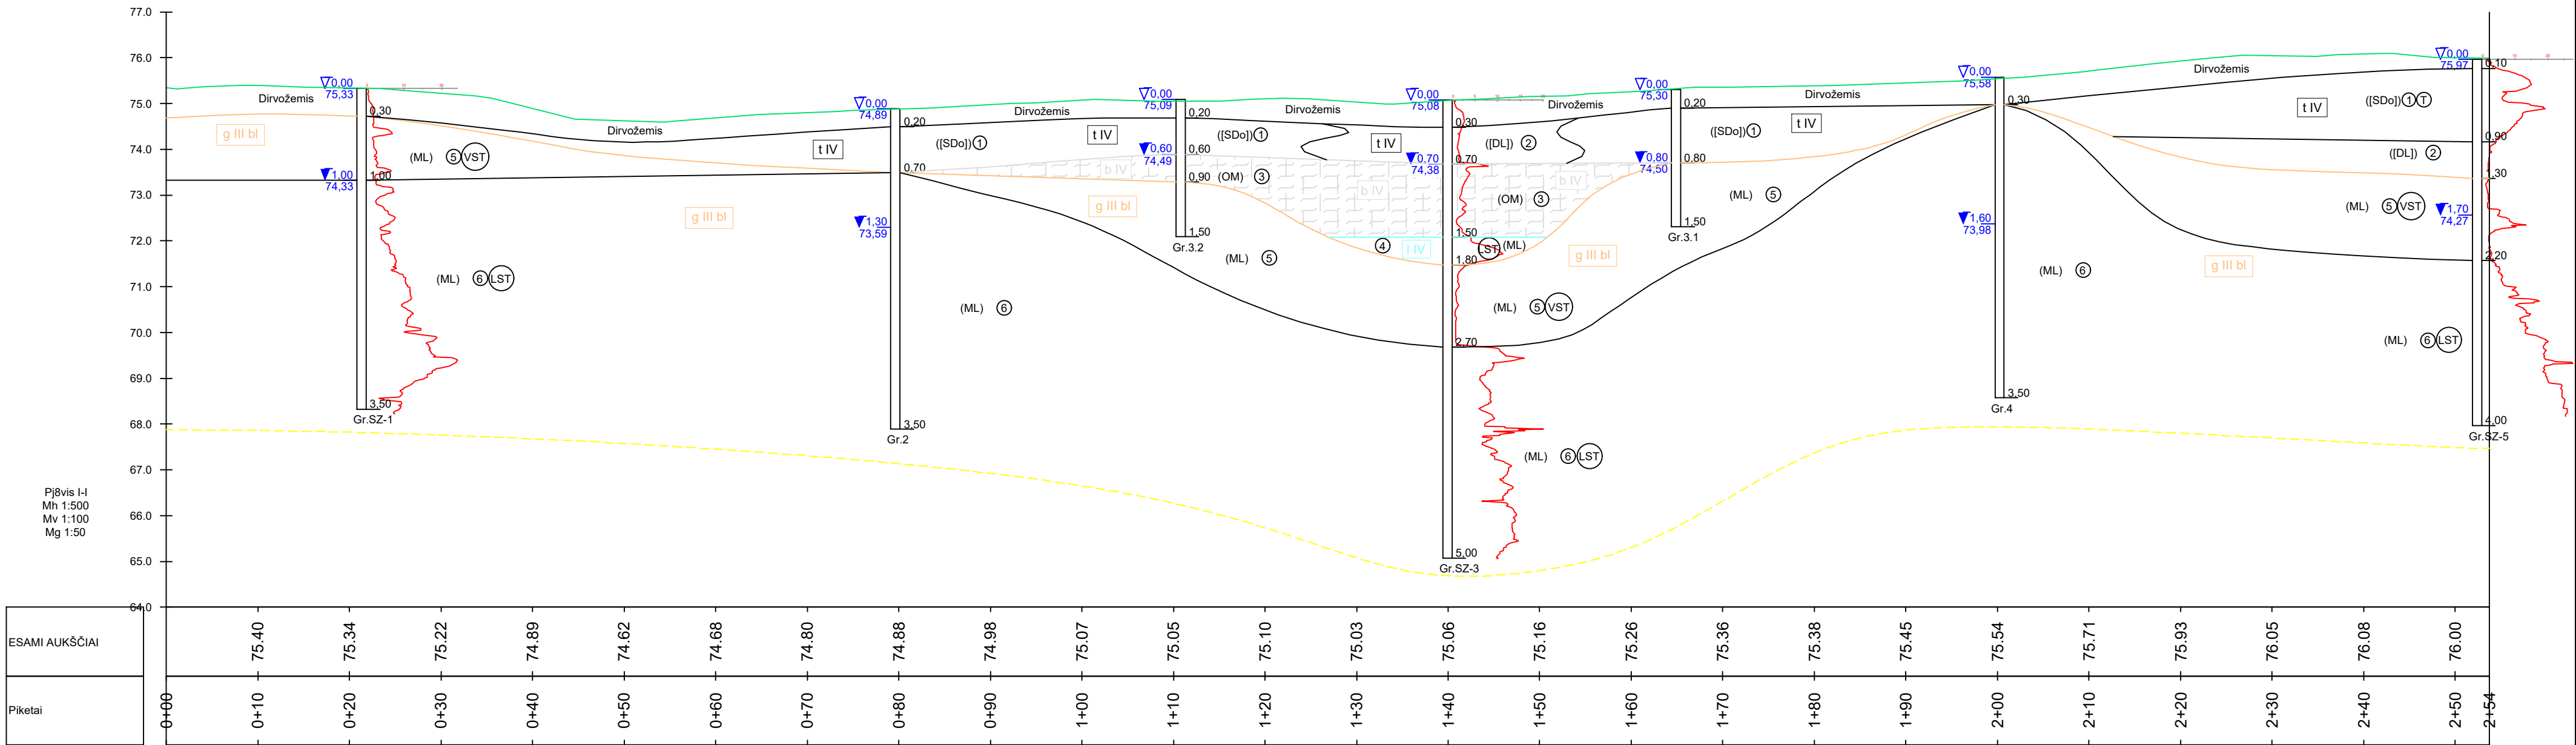 77.0
76.0
75.0
74.0
73.0
72.0
71.0
70.0
69.0
68.0
67.0
66.0
65.0
64.0
Pj8vis I-I
Mh 1:500
Mv 1:100
Mg 1:50
g III bl
Dirvožemis
0,00
75,33
0,30
1,00
74,33
1,00
3,50
Gr.SZ-1
(ML) 5 VST
(ML) 6 LST
Dirvožemis
g III bl
t IV
0,00
74,89
0,20
0,70
1,30
73,59
3,50
Gr.2
([SDo]) 1
(ML) 6
Dirvožemis
t IV
b IV
g III bl
0,00
75,09
0,20
0,60
74,49
0,60
0,90
1,50
Gr.3.2
([SDo]) 1
(OM) 3
(ML) 5
Dirvožemis
t IV
b IV
4
l IV
0,00
75,08
0,30
0,70
74,38
0,70
1,50
1,80
2,70
5,00
Gr.SZ-3
([DL]) 2
(OM) 3
LST (ML)
(ML) 5 VST
(ML) 6 LST
Dirvožemis
b IV
g III bl
0,00
75,30
0,20
0,80
74,50
0,80
1,50
Gr.3.1
([SDo]) 1
t IV
(ML) 5
Dirvožemis
0,00
75,58
0,30
1,60
73,98
3,50
Gr.4
(ML) 6
Dirvožemis
t IV
g III bl
([SDo]) 1 T
([DL]) 2
(ML) 5 VST
(ML) 6 LST
0,00
75,97
0,10
0,90
1,30
1,70
74,27
2,20
4,00
Gr.SZ-5
ESAMI AUKŠČIAI
75.40 75.34 75.22 74.89 74.62 74.68 74.80 74.88 74.98 75.07 75.05 75.10 75.03 75.06 75.16 75.26 75.36 75.38 75.45 75.54 75.71 75.93 76.05 76.08 76.00
Piketai
0+00 0+10 0+20 0+30 0+40 0+50 0+60 0+70 0+80 0+90 1+00 1+10 1+20 1+30 1+40 1+50 1+60 1+70 1+80 1+90 2+00 2+10 2+20 2+30 2+40 2+50 2+54